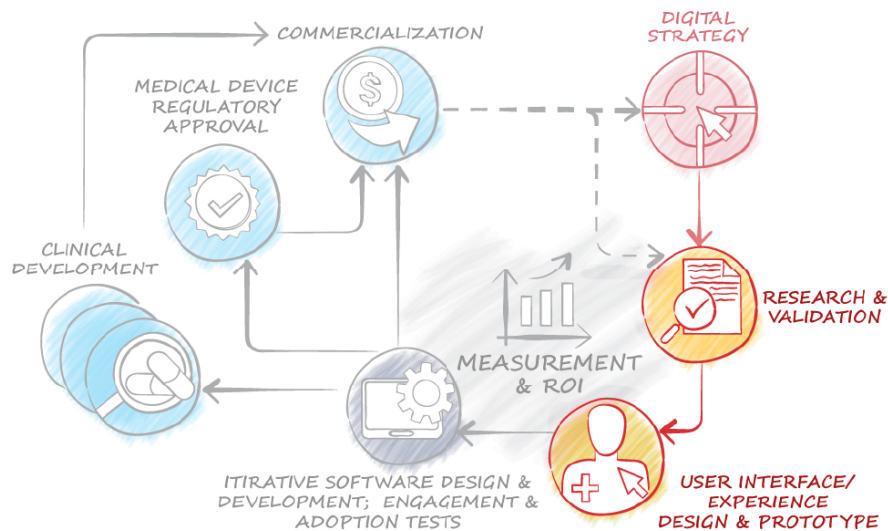 COMMERCIALIZATION
DIGITAL
STRATEGY
MEDICAL DEVICE
REGULATORY
APPROVAL
$
CLINICAL
DEVELOPMENT
RESEARCH &
VALIDATION
MEASUREMENT
& ROI
ITIRATIVE SOFTWARE DESIGN &
DEVELOPMENT; ENGAGEMENT &
ADOPTION TESTS
USER INTERFACE/
EXPERIENCE
DESIGN & PROTOTYPE